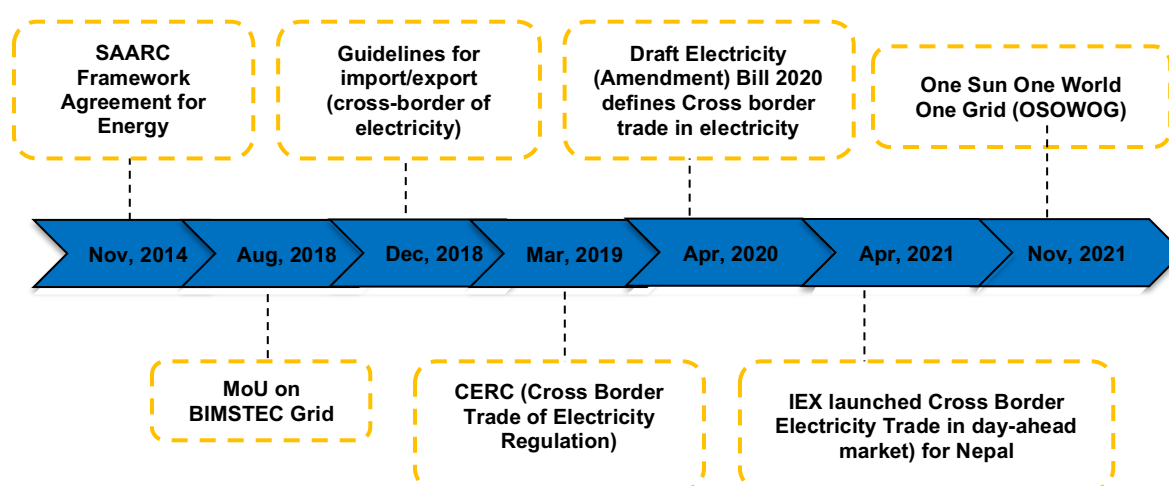 SAARC
Framework
Agreement for
Energy
Guidelines for
import/export
(cross-border of
electricity)
Draft Electricity
(Amendment) Bill 2020
defines Cross border
trade in electricity
One Sun One World
One Grid (OSOWOG)
Nov, 2014
Aug, 2018
Dec, 2018
Mar, 2019
Apr, 2020
Apr, 2021
Nov, 2021
MoU on
BIMSTEC Grid
CERC (Cross Border
Trade of Electricity
Regulation)
IEX launched Cross Border
Electricity Trade in day-ahead
market) for Nepal